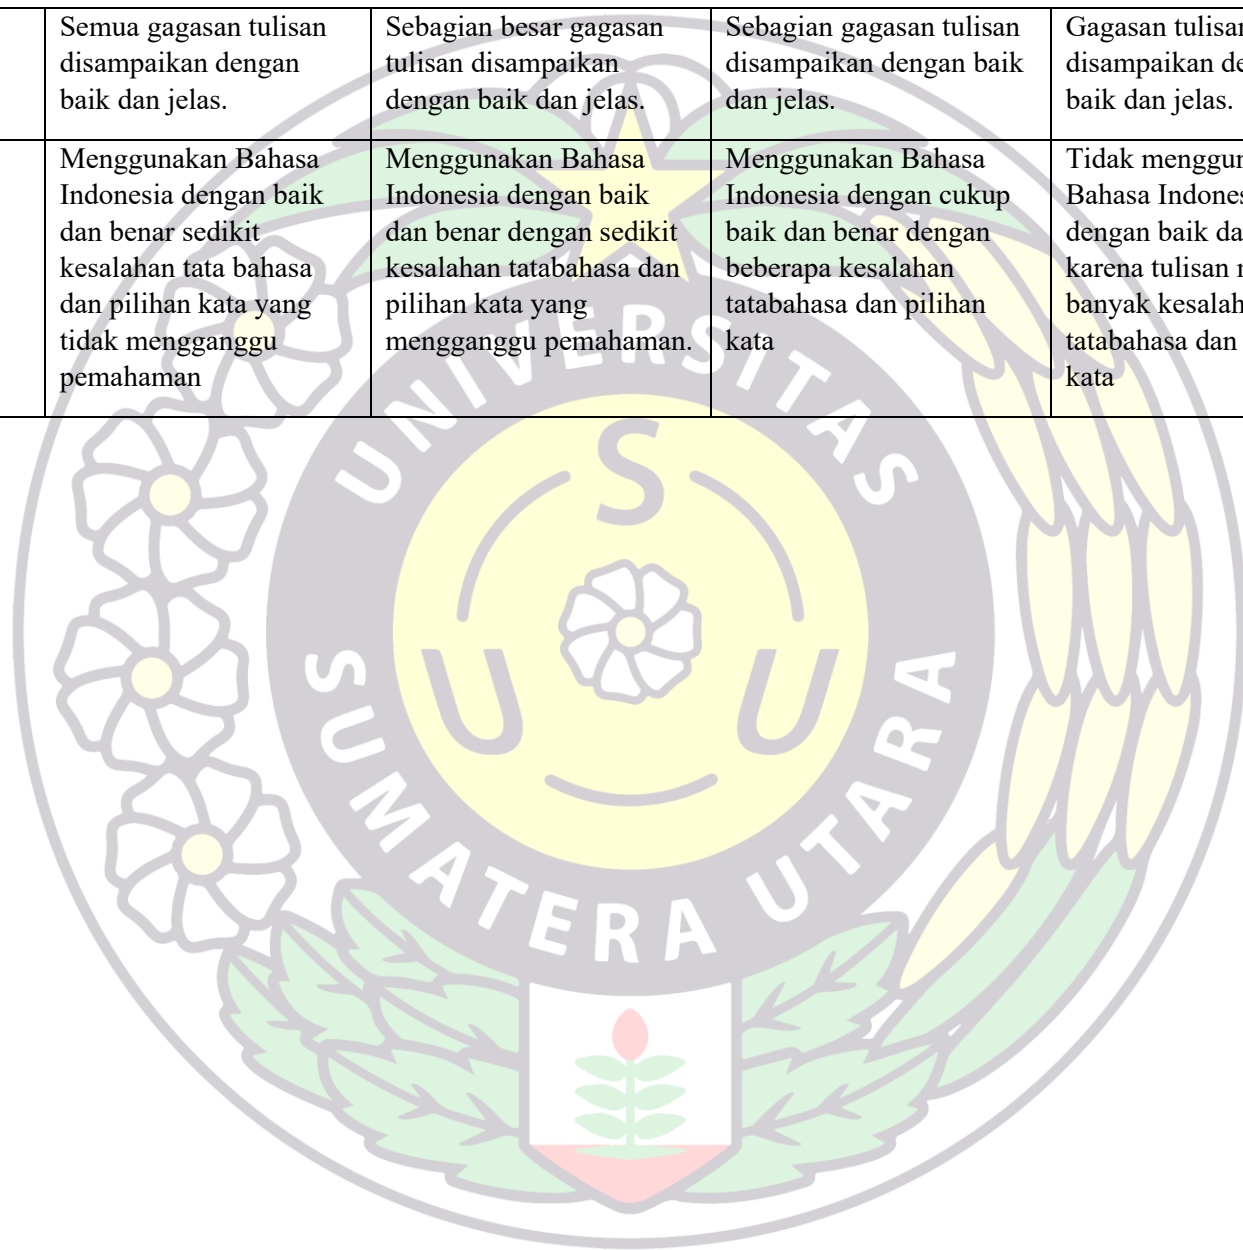 Semua gagasan tulisan
disampaikan dengan
baik dan jelas.
Sebagian besar gagasan
tulisan disampaikan
dengan baik dan jelas.
Sebagian gagasan tulisan
disampaikan dengan baik
dan jelas.
Gagasan
disampaikan
baik dan jelas.
Menggunakan Bahasa
Indonesia dengan baik
dan benar sedikit
kesalahan tata bahasa
dan pilihan kata yang
tidak mengganggu
pemahaman
Menggunakan Bahasa
Indonesia dengan baik
dan benar dengan sedikit
kesalahan tatabahasa dan
pilihan kata yang
mengganggu pemahaman.
Menggunakan Bahasa
Indonesia dengan cukup
baik dan benar dengan
beberapa kesalahan
tatabahasa dan pilihan
kata
Tidak
Bahasa
dengan baik
karena tulisan
banyak
tatabahasa dan
kata
UNIVERSITAS
SUMATERA UTARA
S
U U